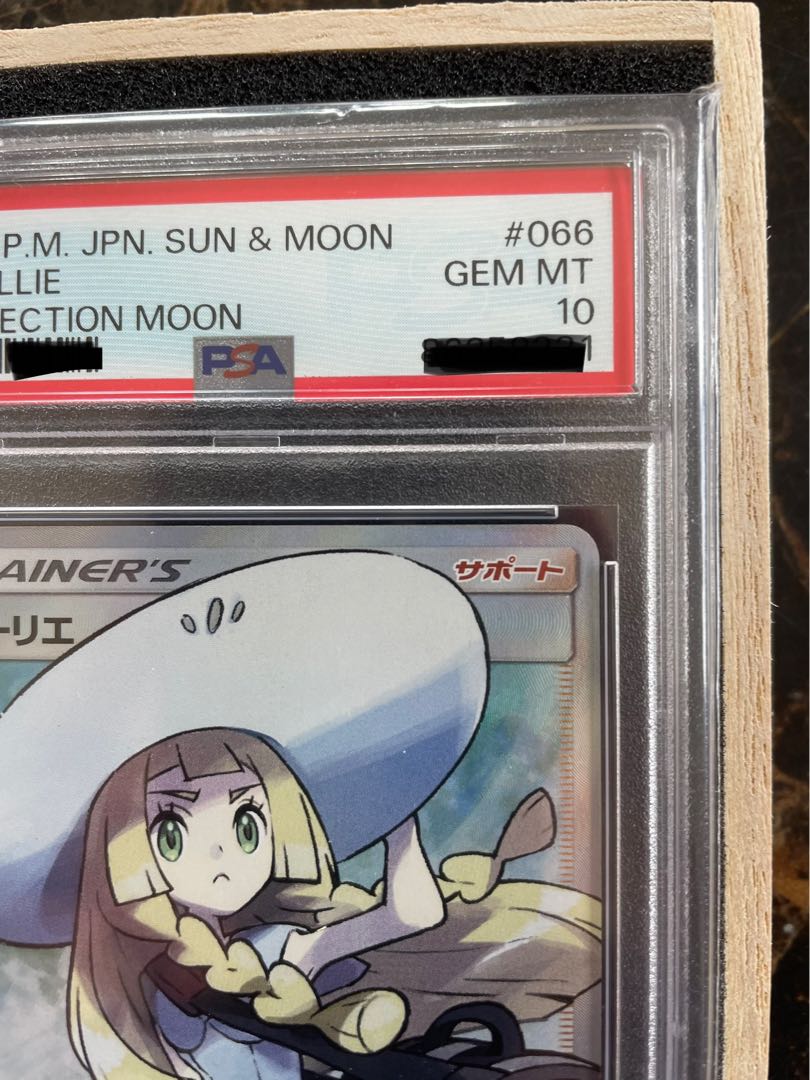 P.M. JPN. SUN & MOON #066
LLIE GEM MT
ECTION MOON 10
PSA
AINER'S サポート
ーリエ